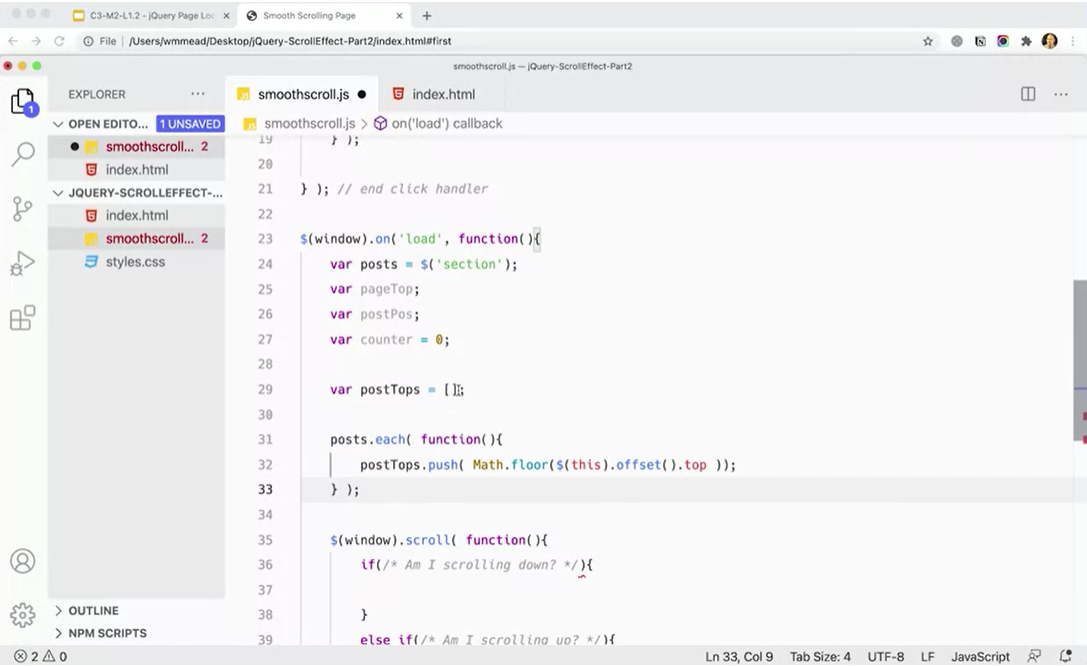 C3-M2-L1.2 - jQuery Page Loc
Smooth Scrolling Page
File | /Users/wmmead/Desktop/jQuery-ScrollEffect-Part2/index.html#first
smoothscroll.js — jQuery-ScrollEffect-Part2
EXPLORER
smoothscroll.js
index.html
OPEN EDITO... 1 UNSAVED
smoothscroll.js > on('load') callback
smoothscroll... 2
index.html
JQUERY-SCROLLEFFECT-...
index.html
smoothscroll... 2
styles.css
19 } );
20
21 } ); // end click handler
22
23 $(window).on('load', function(){
24 var posts = $('section');
25 var pageTop;
26 var postPos;
27 var counter = 0;
28
29 var postTops = [];
30
31 posts.each( function(){
32 postTops.push( Math.floor($(this).offset().top ));
33 } );
34
35 $(window).scroll( function(){
36 if(/* Am I scrolling down? */){
37
38 }
39 else if(/* Am I scrolling up? */){
OUTLINE
NPM SCRIPTS
1
2 0
Ln 33, Col 9 Tab Size: 4 UTF-8 LF JavaScript